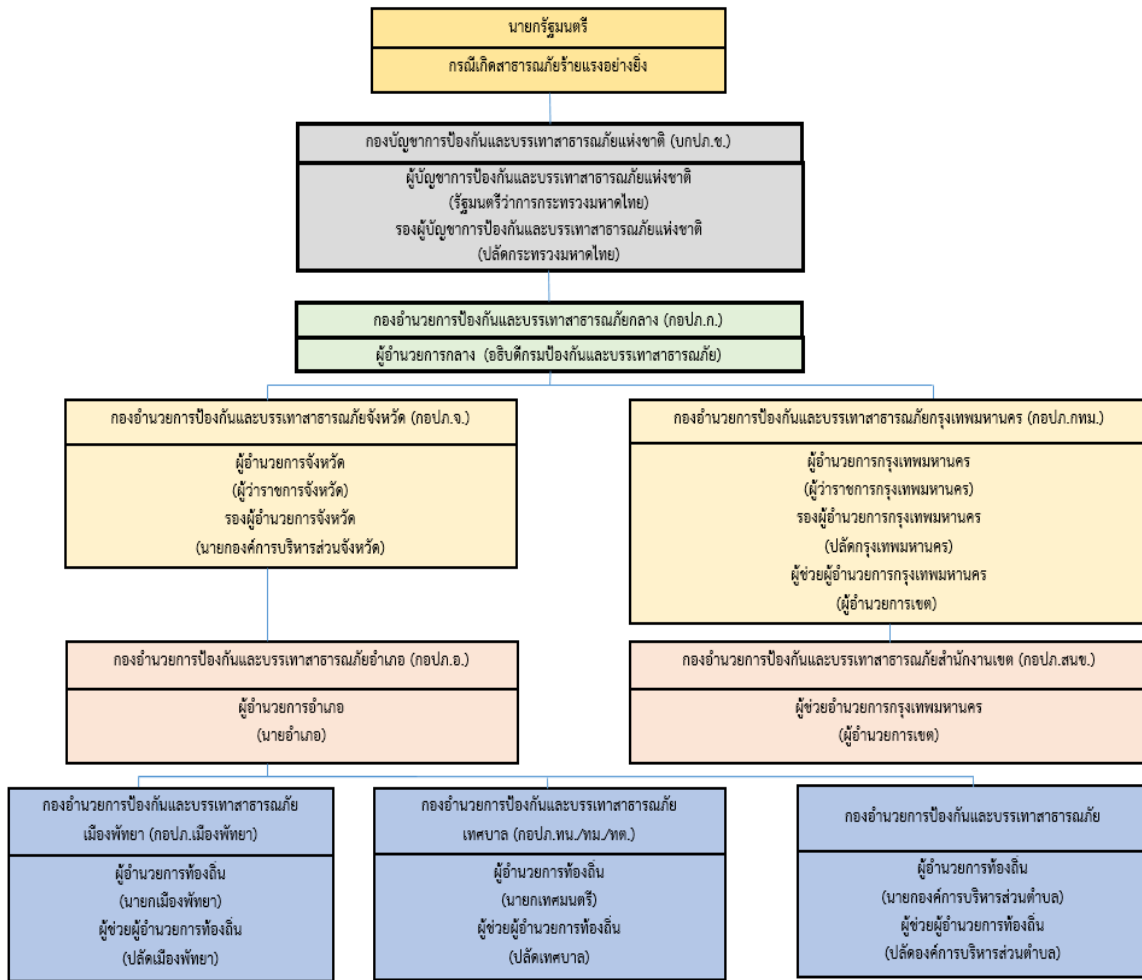 นายกรัฐมนตรี
กรณีเกิดสาธารณภัยร้ายแรงอย่างยิ่ง
กองบัญชาการป้องกันและบรรเทาสาธารณภัยแห่งชาติ (บกปภ.ช.)
ผู้บัญชาการป้องกันและบรรเทาสาธารณภัยแห่งชาติ
(รัฐมนตรีว่าการกระทรวงมหาดไทย)
รองผู้บัญชาการป้องกันและบรรเทาสาธารณภัยแห่งชาติ
(ปลัดกระทรวงมหาดไทย)
กองอำนวยการป้องกันและบรรเทาสาธารณภัยกลาง (กอปภ.ก.)
ผู้อำนวยการกลาง (อธิบดีกรมป้องกันและบรรเทาสาธารณภัย)
กองอำนวยการป้องกันและบรรเทาสาธารณภัยจังหวัด (กอปภ.จ.)
ผู้อำนวยการจังหวัด
(ผู้ว่าราชการจังหวัด)
รองผู้อำนวยการจังหวัด
(นายกองค์การบริหารส่วนจังหวัด)
กองอำนวยการป้องกันและบรรเทาสาธารณภัยกรุงเทพมหานคร (กอปภ.กทม.)
ผู้อำนวยการกรุงเทพมหานคร
(ผู้ว่าราชการกรุงเทพมหานคร)
รองผู้อำนวยการกรุงเทพมหานคร
(ปลัดกรุงเทพมหานคร)
ผู้ช่วยผู้อำนวยการกรุงเทพมหานคร
(ผู้อำนวยการเขต)
กองอำนวยการป้องกันและบรรเทาสาธารณภัยอำเภอ (กอปภ.อ.)
ผู้อำนวยการอำเภอ
(นายอำเภอ)
กองอำนวยการป้องกันและบรรเทาสาธารณภัยสำนักงานเขต (กอปภ.สนข.)
ผู้ช่วยอำนวยการกรุงเทพมหานคร
(ผู้อำนวยการเขต)
กองอำนวยการป้องกันและบรรเทาสาธารณภัย
เมืองพัทยา (กอปภ.เมืองพัทยา)
ผู้อำนวยการท้องถิ่น
(นายกเมืองพัทยา)
ผู้ช่วยผู้อำนวยการท้องถิ่น
(ปลัดเมืองพัทยา)
กองอำนวยการป้องกันและบรรเทาสาธารณภัย
เทศบาล (กอปภ.ทน./ทม./ทต.)
ผู้อำนวยการท้องถิ่น
(นายกเทศมนตรี)
ผู้ช่วยผู้อำนวยการท้องถิ่น
(ปลัดเทศบาล)
กองอำนวยการป้องกันและบรรเทาสาธารณภัย
ผู้อำนวยการท้องถิ่น
(นายกองค์การบริหารส่วนตำบล)
ผู้ช่วยผู้อำนวยการท้องถิ่น
(ปลัดองค์การบริหารส่วนตำบล)